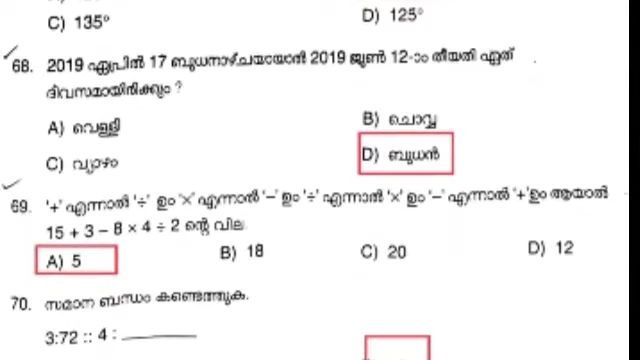 C) 135° D) 125°
68. 2019 ഏപ്രിൽ 17 ബുധനാഴ്ചയായാൽ 2019 ജൂൺ 12-ാം തീയതി ഏത്
ദിവസമായിരിക്കും ?
A) വെള്ളി B) ചൊവ്വ
C) വ്യാഴം D) ബുധൻ
69. '+' എന്നാൽ '÷' ഉം '×' എന്നാൽ '−' ഉം '÷' എന്നാൽ '×' ഉം '−' എന്നാൽ '+'ഉം ആയാൽ
15 + 3 − 8 × 4 ÷ 2 ന്റെ വില
A) 5 B) 18 C) 20 D) 12
70. സമാന ബന്ധം കണ്ടെത്തുക.
3:72 :: 4 : ________